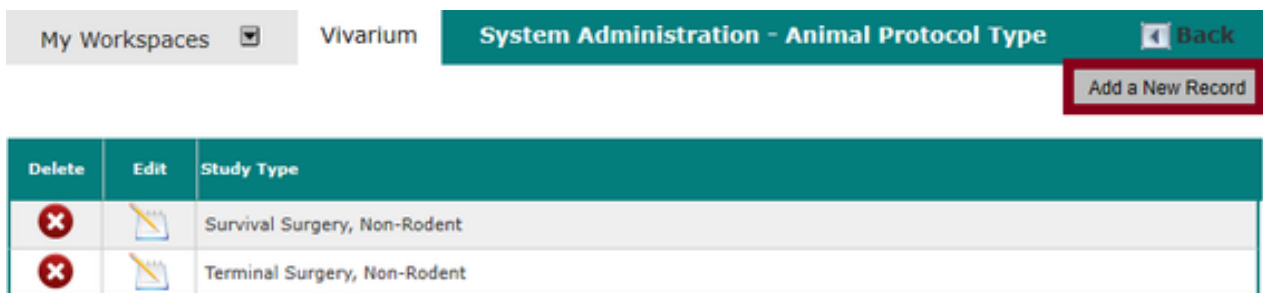 My Workspaces Vivarium System Administration - Animal Protocol Type Back
Add a New Record
Delete Edit Study Type
Survival Surgery, Non-Rodent
Terminal Surgery, Non-Rodent